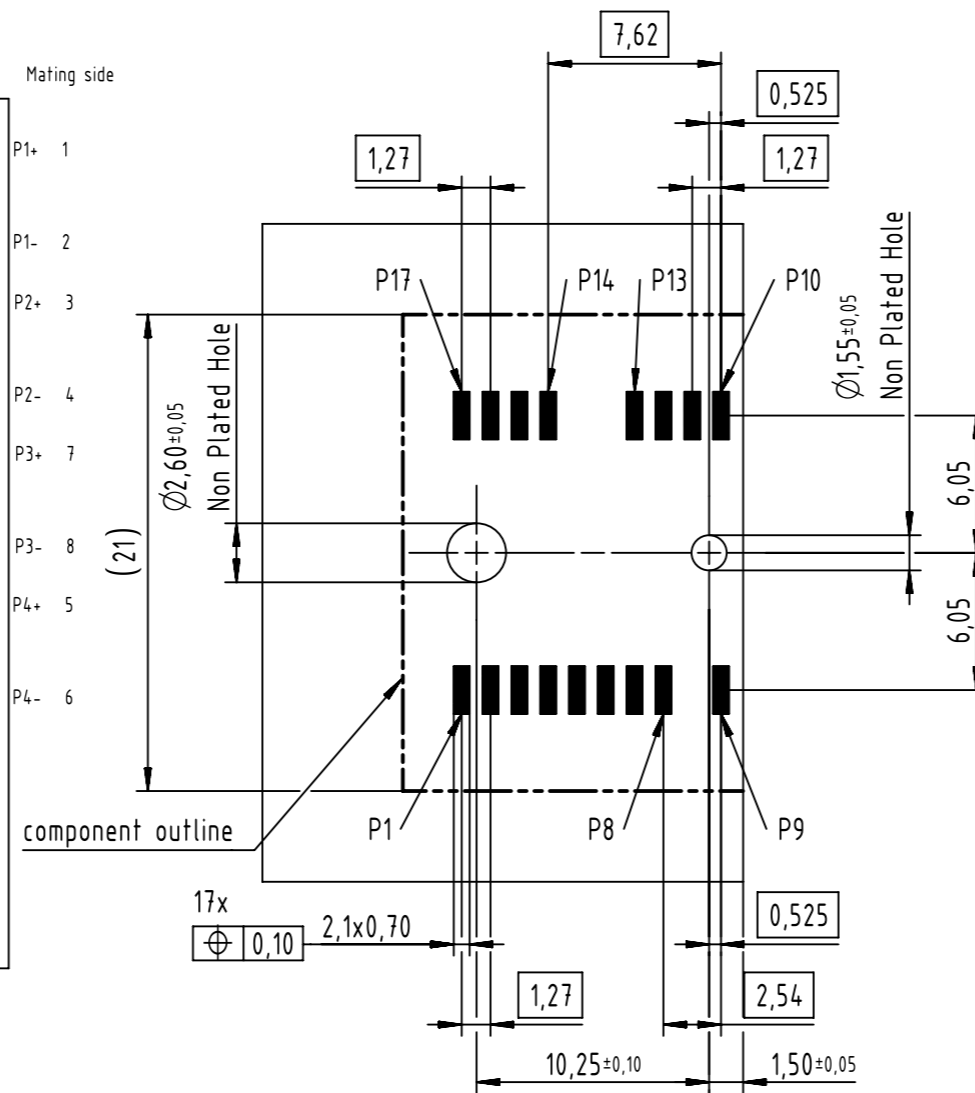 Mating side
P1+ 1
P1- 2
P2+ 3
P2- 4
P3+ 7
P3- 8
P4+ 5
P4- 6
7,62
0,525
1,27
1,27
P17
P14
P13
P10
Ø2,60±0,05
Non Plated Hole
Ø1,55±0,05
Non Plated Hole
(21)
6,05
6,05
component outline
P1
P8
P9
17x
⌖ 0,10
2,1x0,70
0,525
1,27
2,54
10,25±0,10
1,50±0,05